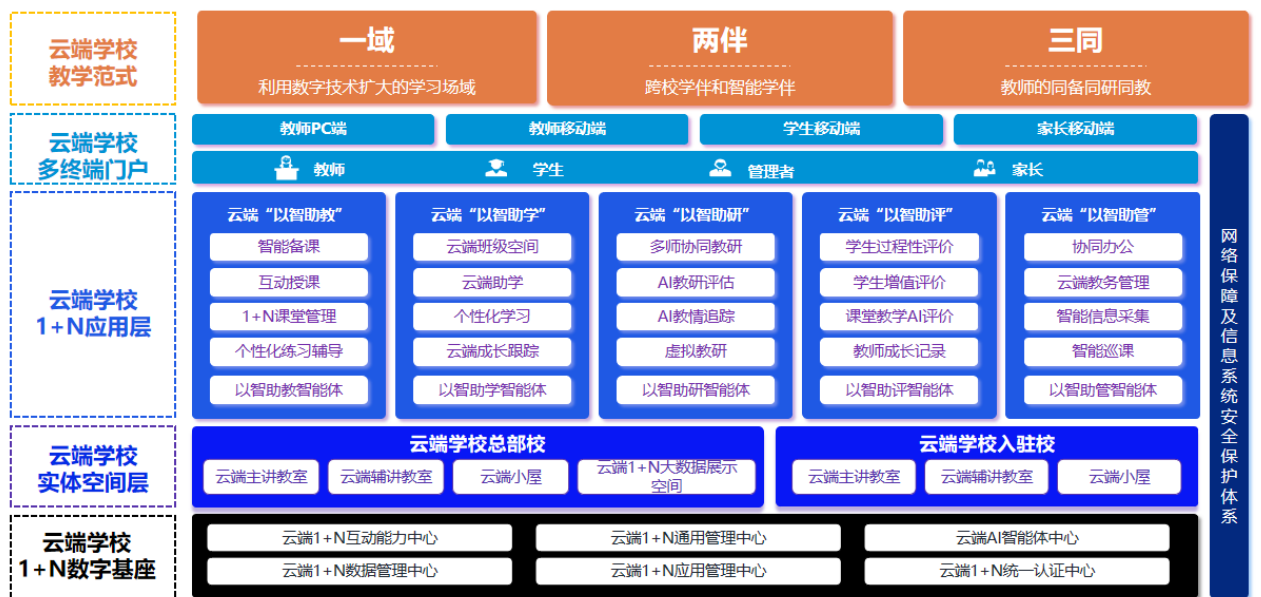 云端学校
教学范式
一域
利用数字技术扩大的学习场域
两伴
跨校学伴和智能学伴
三同
教师的同备同研同教
云端学校
多终端门户
教师PC端
教师移动端
学生移动端
家长移动端
教师
学生
管理者
家长
云端学校
1+N应用层
云端“以智助教”
智能备课
互动授课
1+N课堂管理
个性化练习辅导
以智助教智能体
云端“以智助学”
云端班级空间
云端助学
个性化学习
云端成长跟踪
以智助学智能体
云端“以智助研”
多师协同教研
AI教研评估
AI教情追踪
虚拟教研
以智助研智能体
云端“以智助评”
学生过程性评价
学生增值评价
课堂教学AI评价
教师成长记录
以智助评智能体
云端“以智助管”
协同办公
云端教务管理
智能信息采集
智能巡课
以智助管智能体
云端学校
实体空间层
云端学校总部校
云端主讲教室
云端辅讲教室
云端小屋
云端1+N大数据展示
空间
云端学校入驻校
云端主讲教室
云端辅讲教室
云端小屋
云端学校
1+N数字基座
云端1+N互动能力中心
云端1+N通用管理中心
云端AI智能体中心
云端1+N数据管理中心
云端1+N应用管理中心
云端1+N统一认证中心
网络保障及信息系统安全保护体系